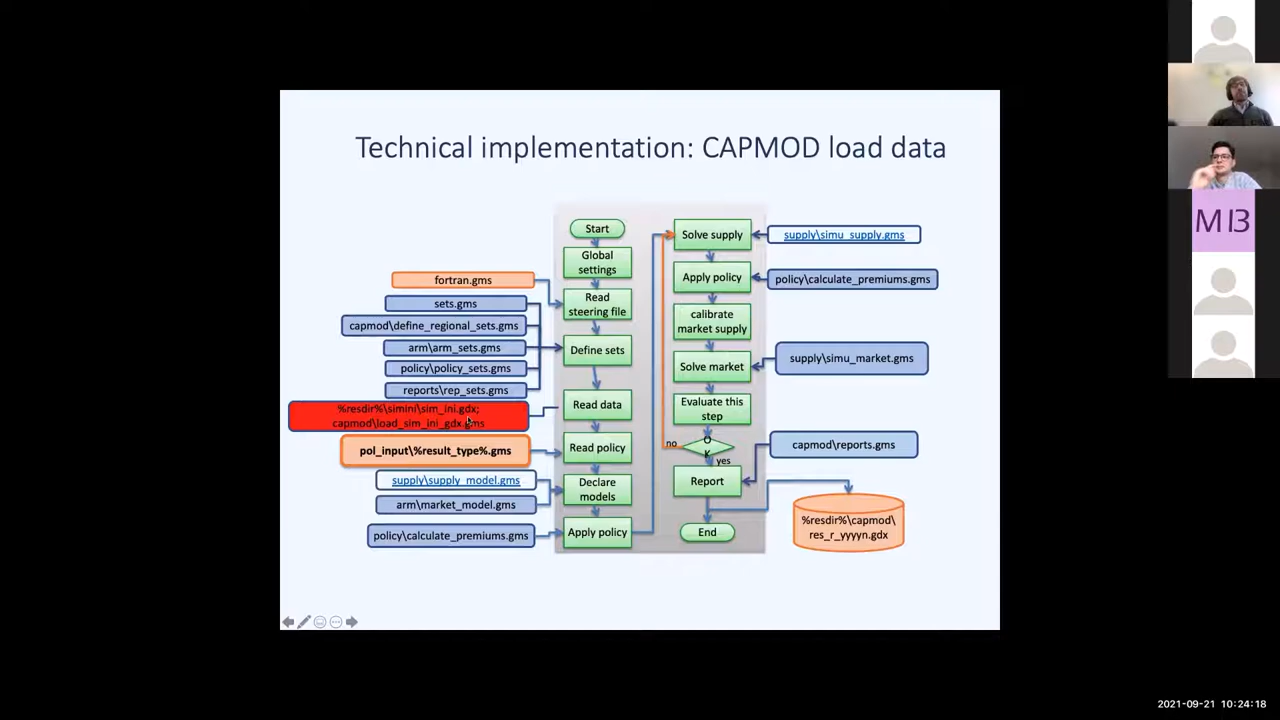 Technical implementation: CAPMOD load data
Start
Global
settings
Read
steering file
Define sets
Read data
Read policy
Declare
models
Apply policy
fortran.gms
sets.gms
capmod\define_regional_sets.gms
arm\arm_sets.gms
policy\policy_sets.gms
reports\rep_sets.gms
%resdir%\simini\sim_ini.gdx;
capmod\load_sim_ini_gdx.gms
pol_input\%result_type%.gms
supply\supply_model.gms
arm\market_model.gms
policy\calculate_premiums.gms
Solve supply
Apply policy
calibrate
market supply
Solve market
Evaluate this
step
O
K
no
yes
Report
End
supply\simu_supply.gms
policy\calculate_premiums.gms
supply\simu_market.gms
capmod\reports.gms
%resdir%\capmod\
res_r_yyyyn.gdx
M13
2021-09-21 10:24:18